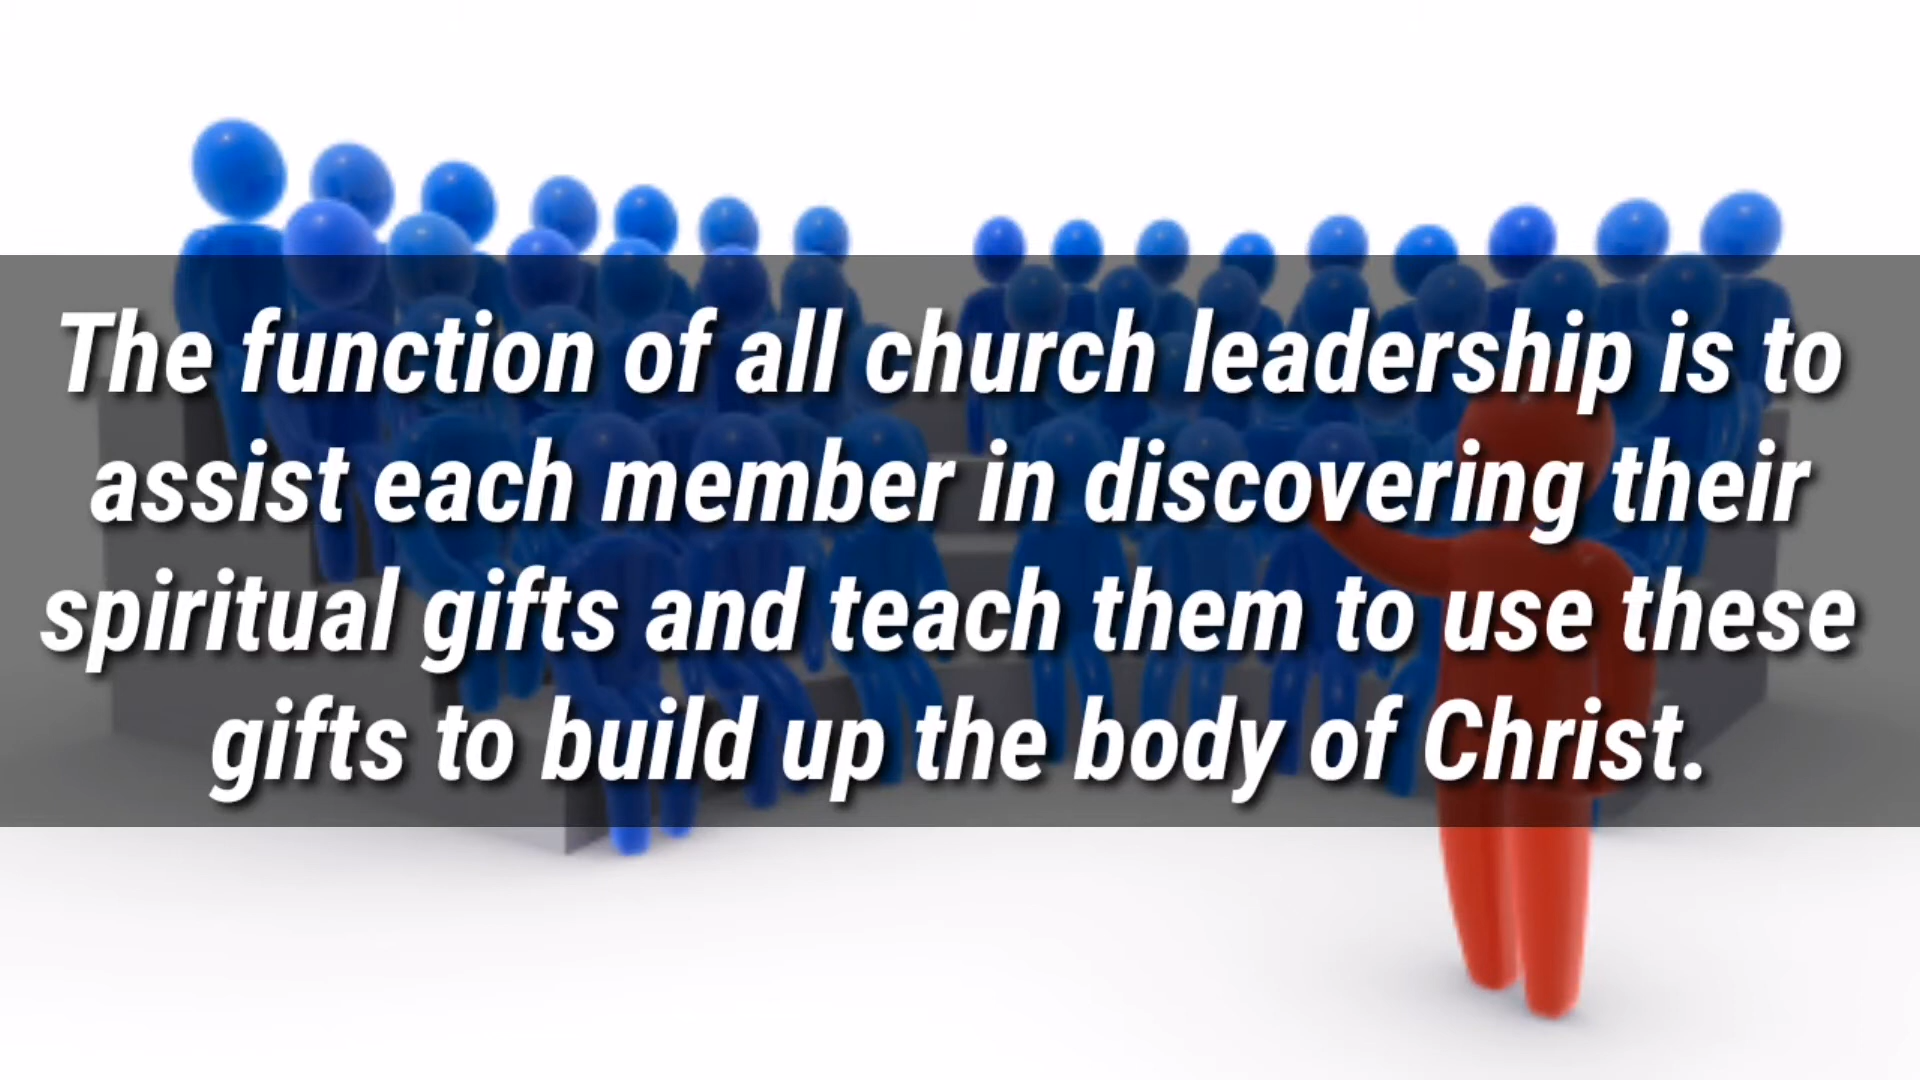 The function of all church leadership is to
assist each member in discovering their
spiritual gifts and teach them to use these
gifts to build up the body of Christ.